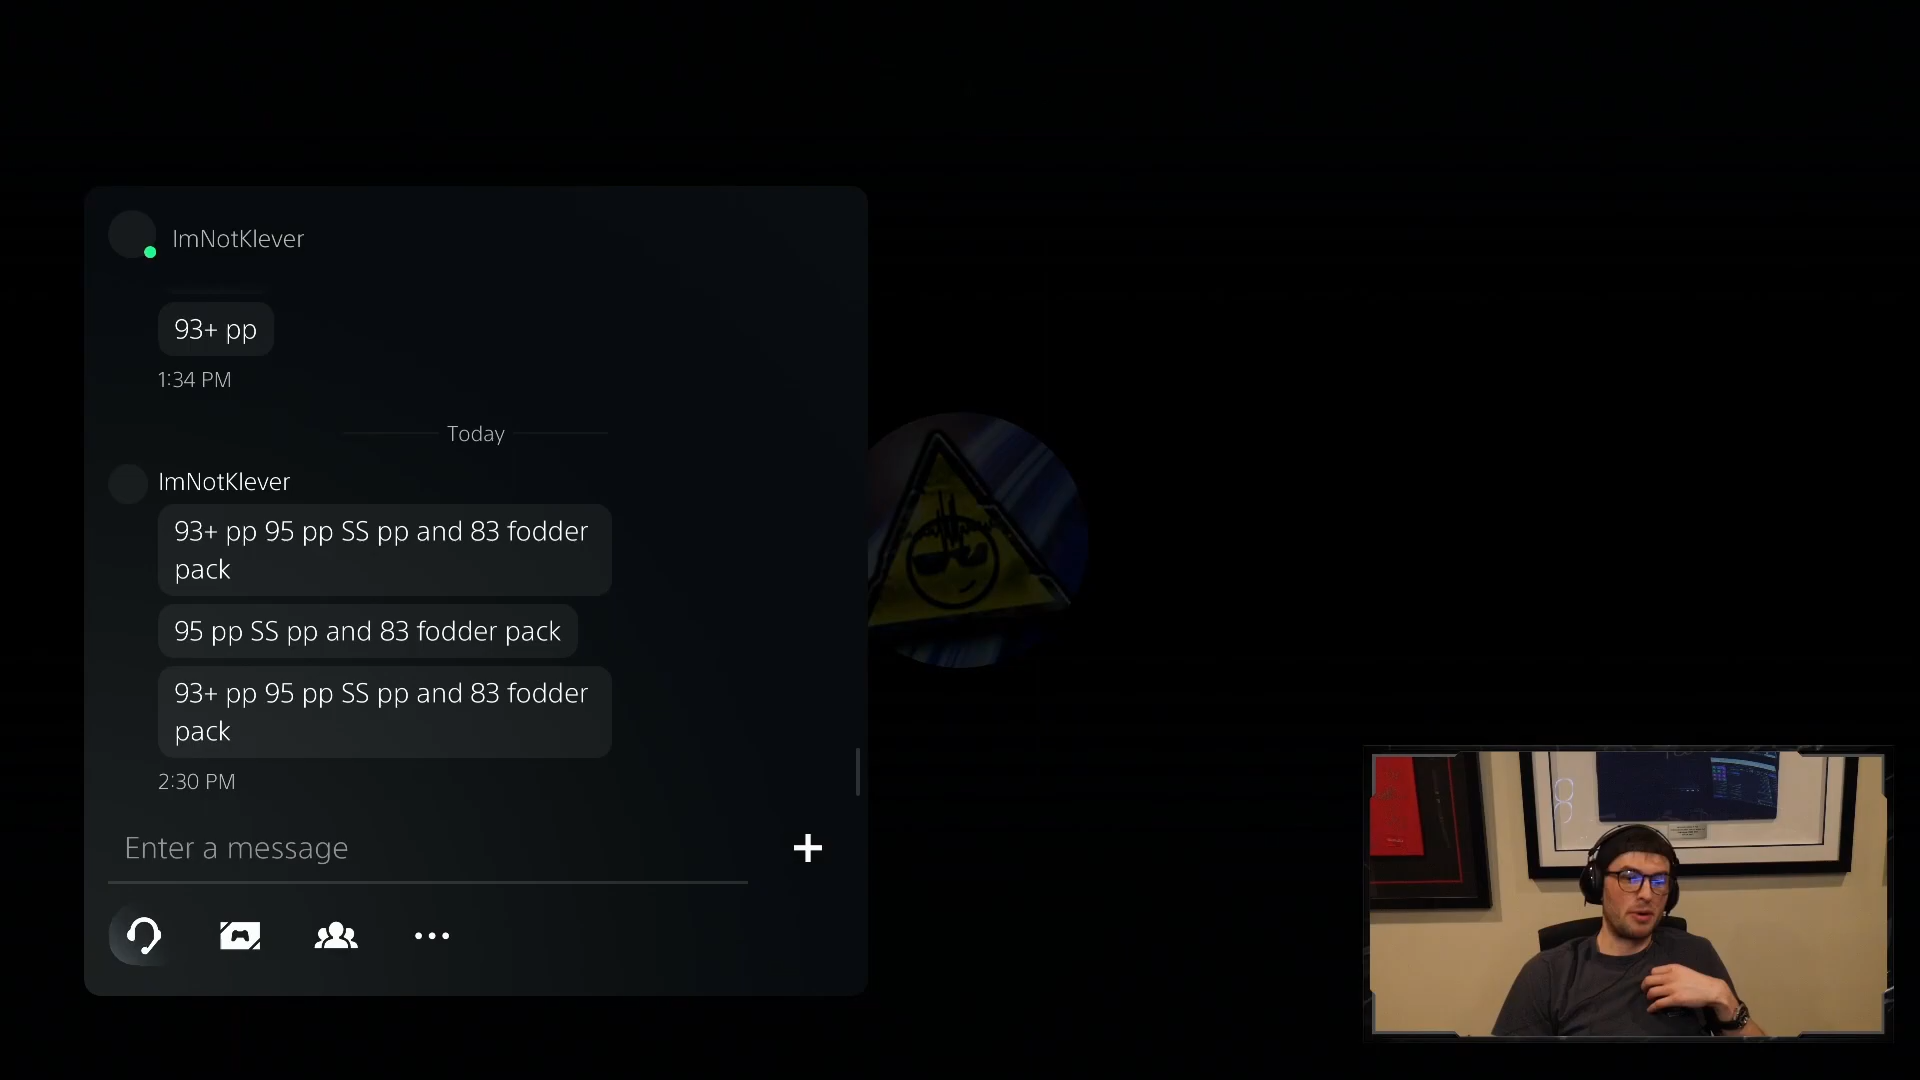 ImNotKlever
93+ pp
1:34 PM
Today
ImNotKlever
93+ pp 95 pp SS pp and 83 fodder
pack
95 pp SS pp and 83 fodder pack
93+ pp 95 pp SS pp and 83 fodder
pack
2:30 PM
Enter a message